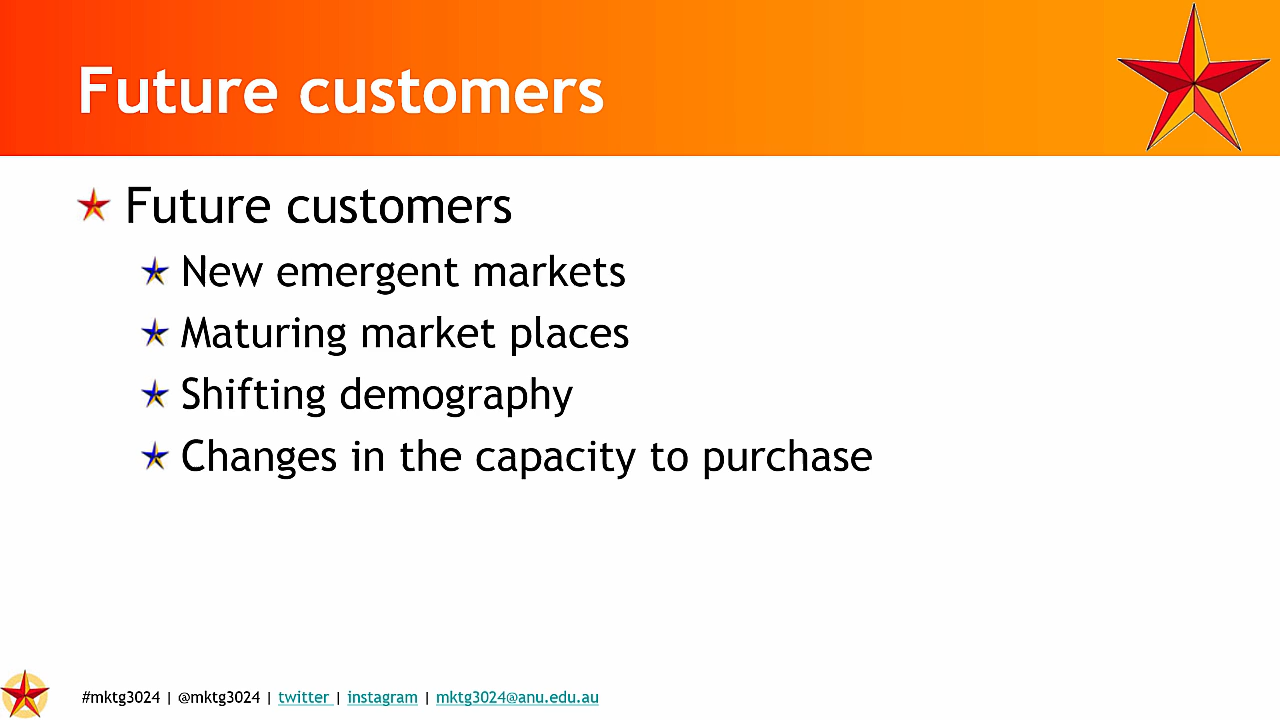 Future customers
Future customers
New emergent markets
Maturing market places
Shifting demography
Changes in the capacity to purchase
#mktg3024 | @mktg3024 | twitter | instagram | mktg3024@anu.edu.au